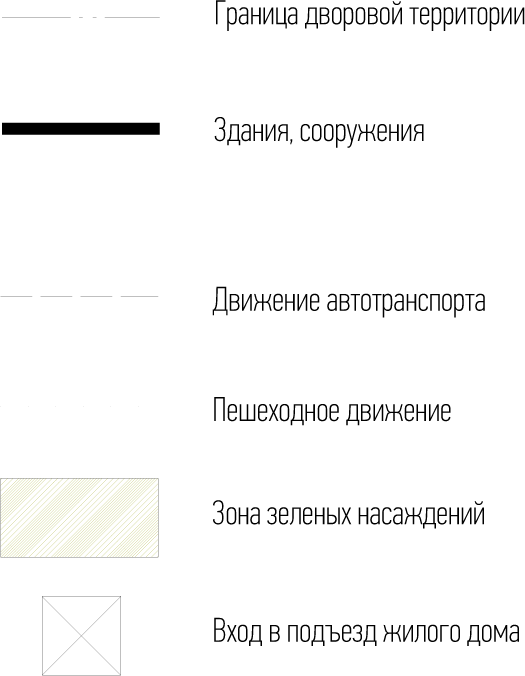 Граница дворовой территории
Здания, сооружения
Движение автотранспорта
Пешеходное движение
Зона зеленых насаждений
Вход в подъезд жилого дома